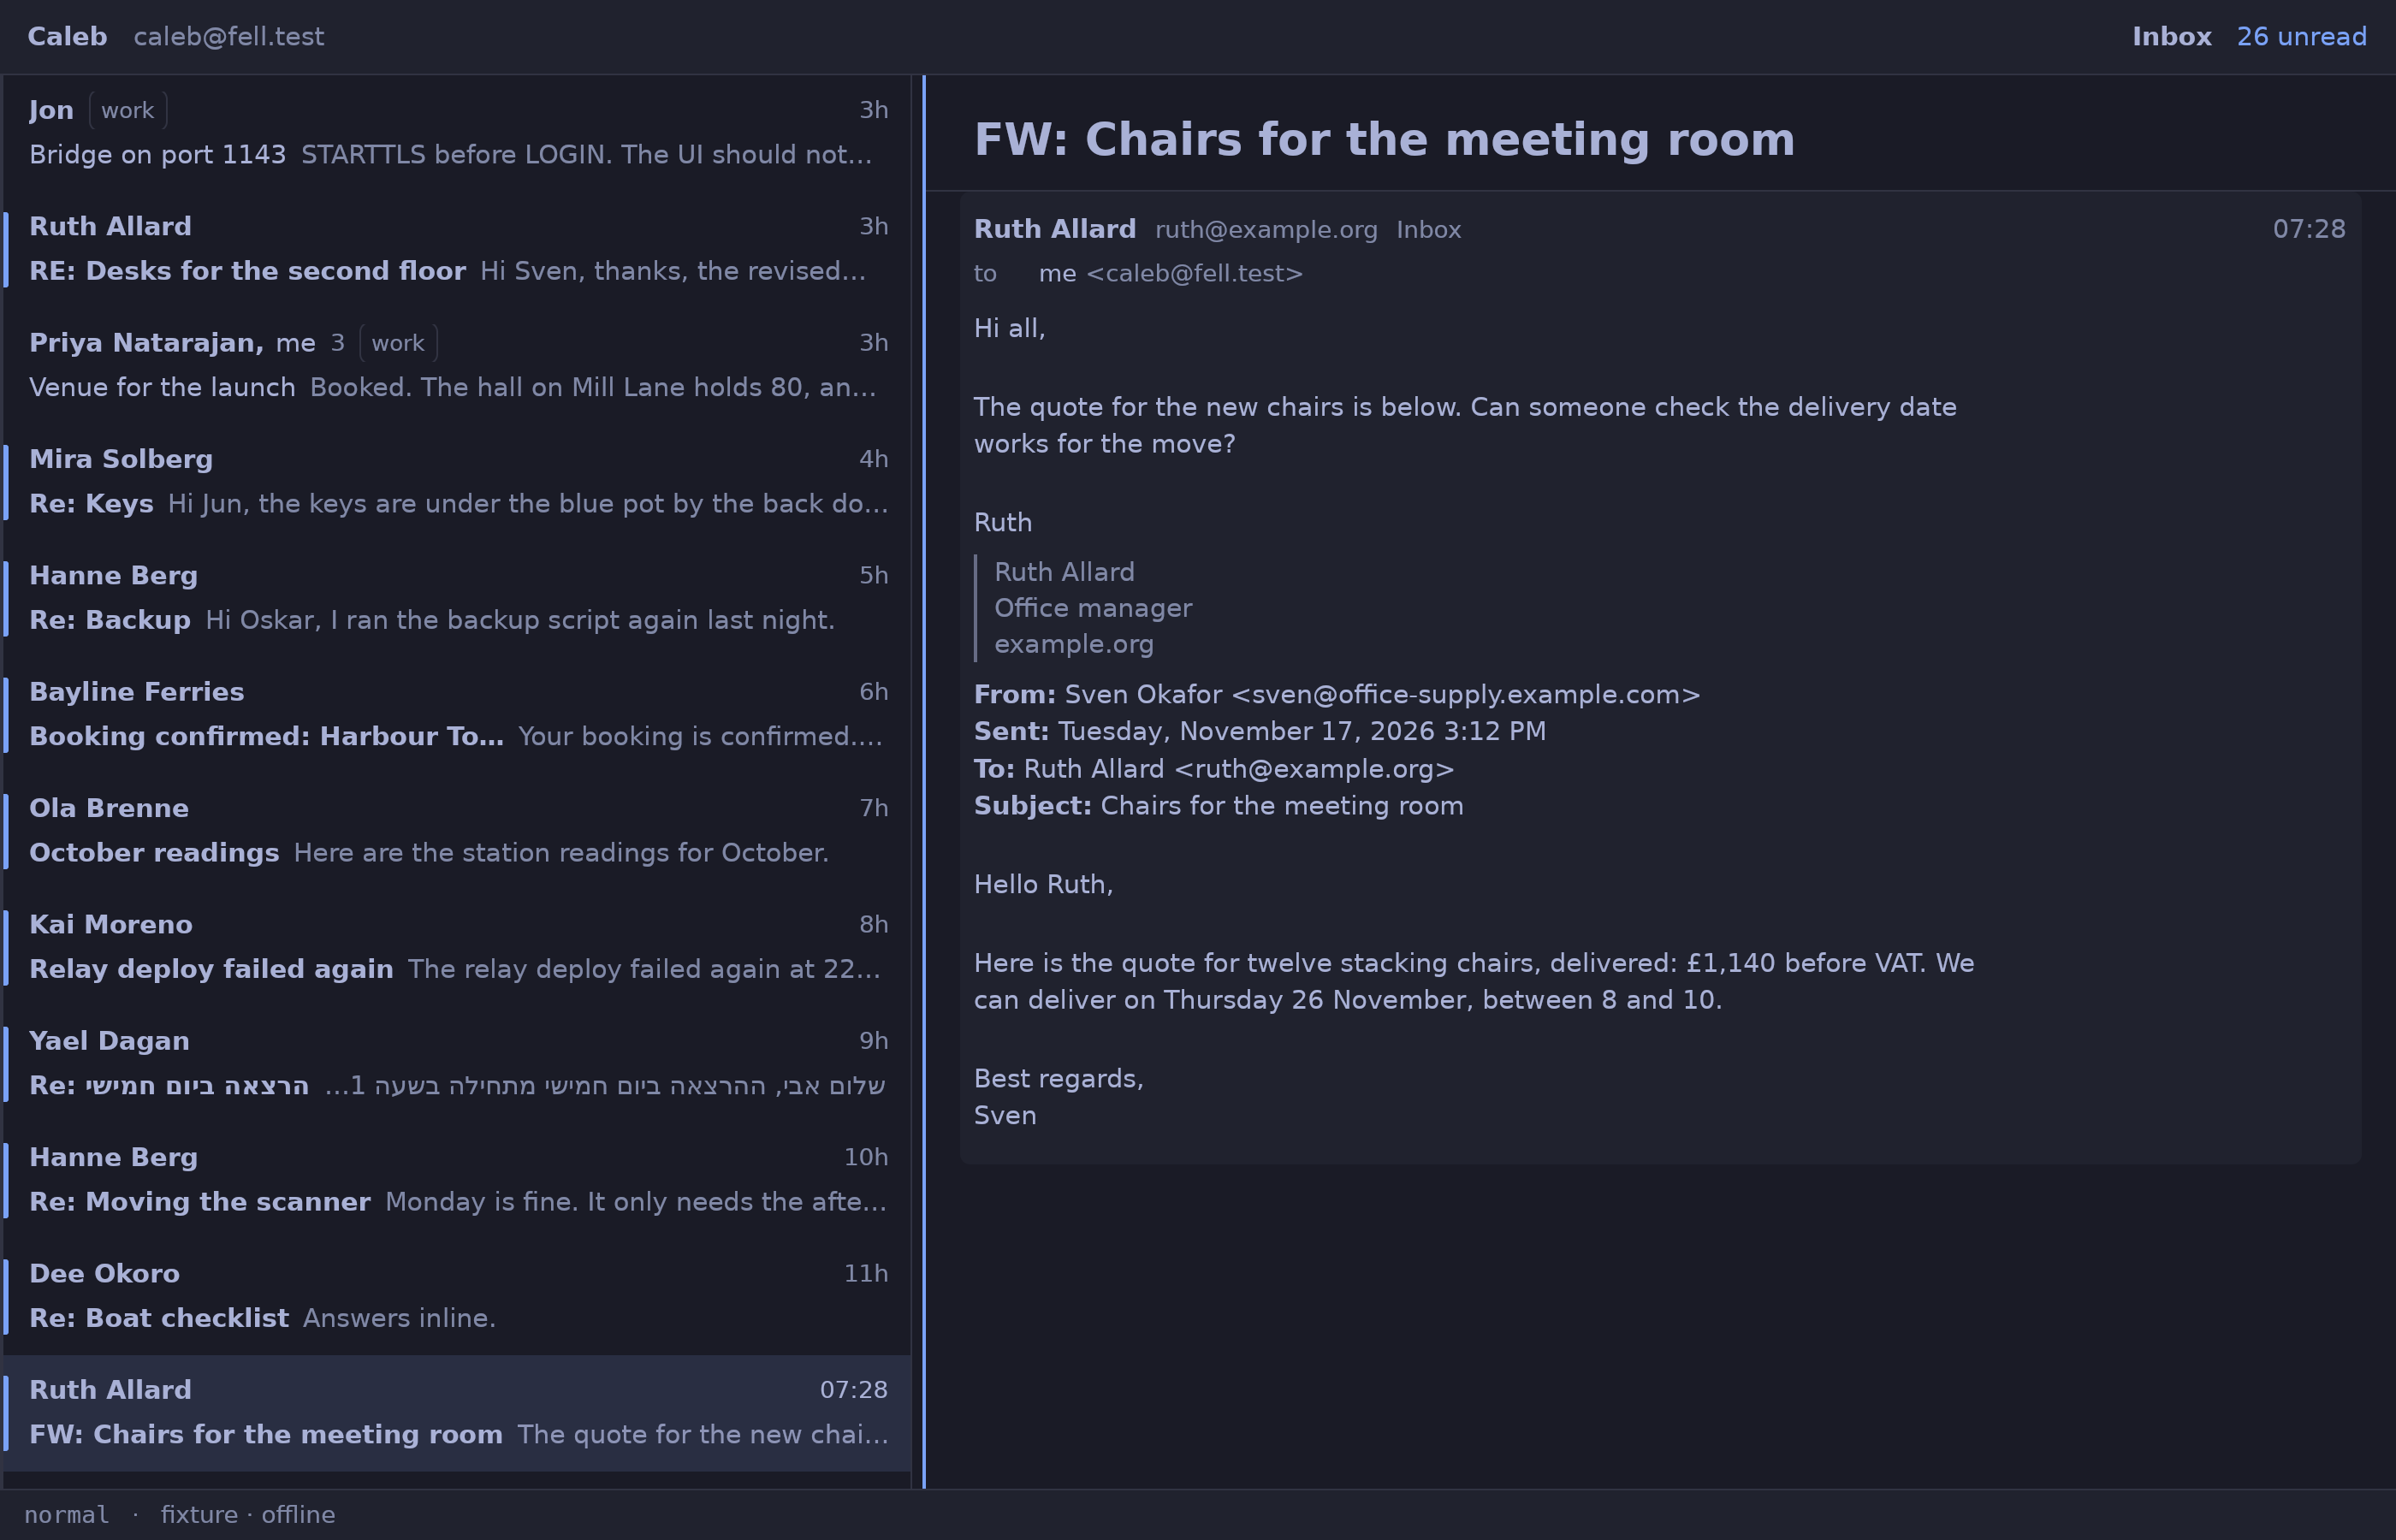 Caleb caleb@fell.test
Inbox 26 unread
Jon work 3h
Bridge on port 1143 STARTTLS before LOGIN. The UI should not…
Ruth Allard 3h
RE: Desks for the second floor Hi Sven, thanks, the revised…
Priya Natarajan, me 3 work 3h
Venue for the launch Booked. The hall on Mill Lane holds 80, an…
Mira Solberg 4h
Re: Keys Hi Jun, the keys are under the blue pot by the back do…
Hanne Berg 5h
Re: Backup Hi Oskar, I ran the backup script again last night.
Bayline Ferries 6h
Booking confirmed: Harbour To… Your booking is confirmed.…
Ola Brenne 7h
October readings Here are the station readings for October.
Kai Moreno 8h
Relay deploy failed again The relay deploy failed again at 22…
Yael Dagan 9h
Re: הרצאה ביום חמישי שלום אבי, ההרצאה ביום חמישי מתחילה בשעה 1…
Hanne Berg 10h
Re: Moving the scanner Monday is fine. It only needs the afte…
Dee Okoro 11h
Re: Boat checklist Answers inline.
Ruth Allard 07:28
FW: Chairs for the meeting room The quote for the new chai…
FW: Chairs for the meeting room
Ruth Allard ruth@example.org Inbox 07:28
to me <caleb@fell.test>
Hi all,
The quote for the new chairs is below. Can someone check the delivery date
works for the move?
Ruth
Ruth Allard
Office manager
example.org
From: Sven Okafor <sven@office-supply.example.com>
Sent: Tuesday, November 17, 2026 3:12 PM
To: Ruth Allard <ruth@example.org>
Subject: Chairs for the meeting room
Hello Ruth,
Here is the quote for twelve stacking chairs, delivered: £1,140 before VAT. We
can deliver on Thursday 26 November, between 8 and 10.
Best regards,
Sven
normal · fixture · offline